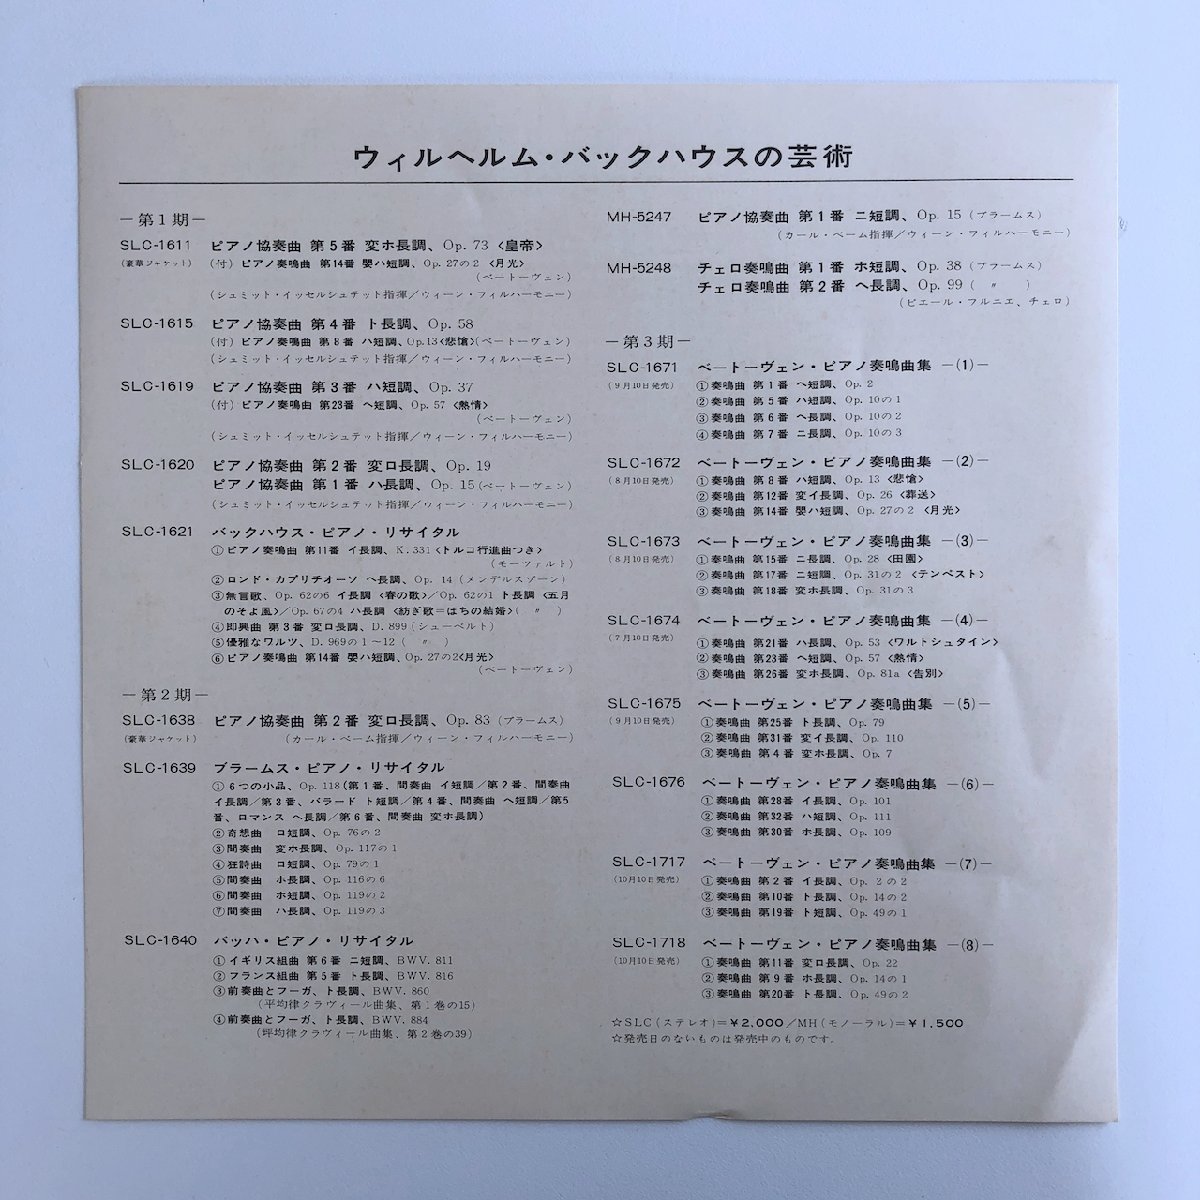 ウィルヘルム・バックハウスの芸術
－第1期－
SLC-1611 ピアノ協奏曲 第5番 変ホ長調、Op. 73 〈皇帝〉
(豪華ジャケット) (付) ピアノ奏鳴曲 第14番 嬰ハ短調、Op. 27の2 〈月光〉
(ベートーヴェン)
(シュミット・イッセルシュテット指揮／ウィーン・フィルハーモニー)
SLC-1615 ピアノ協奏曲 第4番 ト長調、Op. 58
(付) ピアノ奏鳴曲 第8番 ハ短調、Op.13〈悲愴〉(ベートーヴェン)
(シュミット・イッセルシュテット指揮／ウィーン・フィルハーモニー)
SLC-1619 ピアノ協奏曲 第3番 ハ短調、Op. 37
(付) ピアノ奏鳴曲 第23番 ヘ短調、Op. 57 〈熱情〉
(ベートーヴェン)
(シュミット・イッセルシュテット指揮／ウィーン・フィルハーモニー)
SLC-1620 ピアノ協奏曲 第2番 変ロ長調、Op. 19
ピアノ協奏曲 第1番 ハ長調、Op. 15(ベートーヴェン)
(シュミット・イッセルシュテット指揮／ウィーン・フィルハーモニー)
SLC-1621 バックハウス・ピアノ・リサイタル
①ピアノ奏鳴曲 第11番 イ長調、K.331〈トルコ行進曲つき〉
(モーツァルト)
②ロンド・カプリチオーソ ヘ長調、Op. 14 (メンデルスゾーン)
③無言歌、Op. 62の6 イ長調〈春の歌〉/Op. 62の1 ト長調〈五月
のそよ風〉/Op. 67の4 ハ長調〈紡ぎ歌＝はちの結婚〉( 〃 )
④即興曲 第3番 変ロ長調、D. 899(シューベルト)
⑤優雅なワルツ、D. 969の1～12 ( 〃 )
⑥ピアノ奏鳴曲 第14番 嬰ハ短調、Op. 27の2〈月光〉
(ベートーヴェン)
－第2期－
SLC-1638 ピアノ協奏曲 第2番 変ロ長調、Op. 83 (ブラームス)
(豪華ジャケット) (カール・ベーム指揮／ウィーン・フィルハーモニー)
SLC-1639 ブラームス・ピアノ・リサイタル
①6つの小品、Op. 118(第1番、間奏曲 イ短調／第2番、間奏曲
イ長調／第3番、バラード ト短調／第4番、間奏曲 ヘ短調／第5
番、ロマンス ヘ長調／第6番、間奏曲 変ホ長調)
②奇想曲 ロ短調、Op. 76の2
③間奏曲 変ホ長調、Op. 117の1
④狂詩曲 ロ短調、Op. 79の1
⑤間奏曲 小長調、Op. 116の6
⑥間奏曲 ホ短調、Op. 119の2
⑦間奏曲 ハ長調、Op. 119の3
SLC-1640 バッハ・ピアノ・リサイタル
①イギリス組曲 第6番 ニ短調、BWV. 811
②フランス組曲 第5番 ト長調、BWV. 816
③前奏曲とフーガ、ト長調、BWV. 860
(平均律クラヴィール曲集、第1巻の15)
④前奏曲とフーガ、ト長調、BWV. 884
(坪均律クラヴィール曲集、第2巻の39)
MH-5247 ピアノ協奏曲 第1番 ニ短調、Op. 15 (ブラームス)
(カール・ベーム指揮／ウィーン・フィルハーモニー)
MH-5248 チェロ奏鳴曲 第1番 ホ短調、Op. 38 (ブラームス)
チェロ奏鳴曲 第2番 ヘ長調、Op. 99 ( 〃 )
(ピエール・フルニエ、チェロ)
－第3期－
SLC-1671 ベートーヴェン・ピアノ奏鳴曲集 －(1)－
(9月10日発売) ①奏鳴曲 第1番 ヘ短調、Op. 2
②奏鳴曲 第5番 ハ短調、Op. 10の1
③奏鳴曲 第6番 ヘ長調、Op. 10の2
④奏鳴曲 第7番 ニ長調、Op. 10の3
SLC-1672 ベートーヴェン・ピアノ奏鳴曲集 －(2)－
(8月10日発売) ①奏鳴曲 第8番 ハ短調、Op. 13 〈悲愴〉
②奏鳴曲 第12番 変イ長調、Op. 26 〈葬送〉
③奏鳴曲 第14番 嬰ハ短調、Op. 27の2 〈月光〉
SLC-1673 ベートーヴェン・ピアノ奏鳴曲集 －(3)－
(8月10日発売) ①奏鳴曲 第15番 ニ長調、Op. 28 〈田園〉
②奏鳴曲 第17番 ニ短調、Op. 31の2 〈テンペスト〉
③奏鳴曲 第18番 変ホ長調、Op. 31の3
SLC-1674 ベートーヴェン・ピアノ奏鳴曲集 －(4)－
(7月10日発売) ①奏鳴曲 第21番 ハ長調、Op. 53 〈ワルトシュタイン〉
②奏鳴曲 第23番 ヘ短調、Op. 57 〈熱情〉
③奏鳴曲 第26番 変ホ長調、Op. 81a 〈告別〉
SLC-1675 ベートーヴェン・ピアノ奏鳴曲集 －(5)－
(9月10日発売) ①奏鳴曲 第25番 ト長調、Op. 79
②奏鳴曲 第31番 変イ長調、Op. 110
③奏鳴曲 第4番 変ホ長調、Op. 7
SLC-1676 ベートーヴェン・ピアノ奏鳴曲集 －(6)－
①奏鳴曲 第28番 イ長調、Op. 101
②奏鳴曲 第32番 ハ短調、Op. 111
③奏鳴曲 第30番 ホ長調、Op. 109
SLC-1717 ベートーヴェン・ピアノ奏鳴曲集 －(7)－
(10月10日発売) ①奏鳴曲 第2番 イ長調、Op. 2の2
②奏鳴曲 第10番 ト長調、Op. 14の2
③奏鳴曲 第19番 ト短調、Op. 49の1
SLC-1718 ベートーヴェン・ピアノ奏鳴曲集 －(8)－
(10月10日発売) ①奏鳴曲 第11番 変ロ長調、Op. 22
②奏鳴曲 第9番 ホ長調、Op. 14の1
③奏鳴曲 第20番 ト長調、Op. 49の2
☆SLC(ステレオ)＝￥2,000／MH(モノーラル)＝￥1,500
☆発売日のないものは発売中のものです。